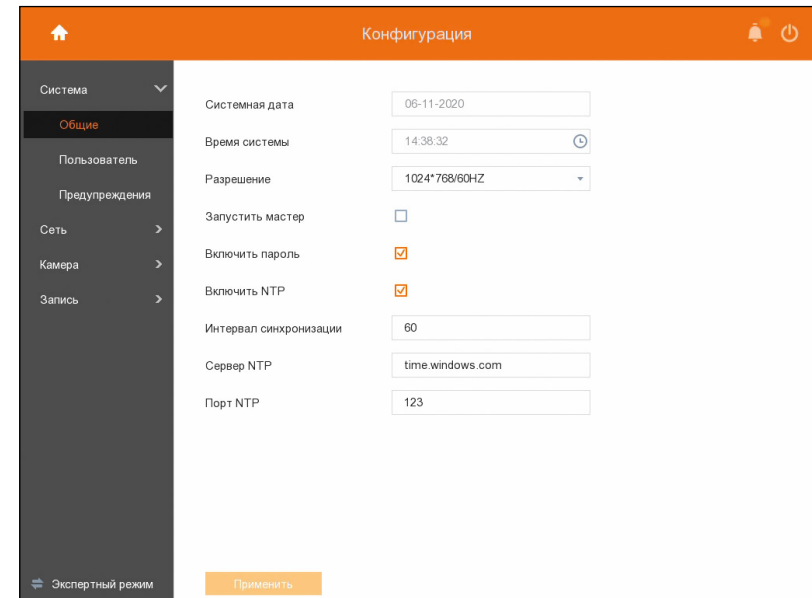 Конфигурация
Система
Общие
Пользователь
Предупреждения
Сеть
Камера
Запись
Экспертный режим
Системная дата 06-11-2020
Время системы 14:38:32
Разрешение 1024*768/60HZ
Запустить мастер
Включить пароль
Включить NTP
Интервал синхронизации 60
Сервер NTP time.windows.com
Порт NTP 123
Применить